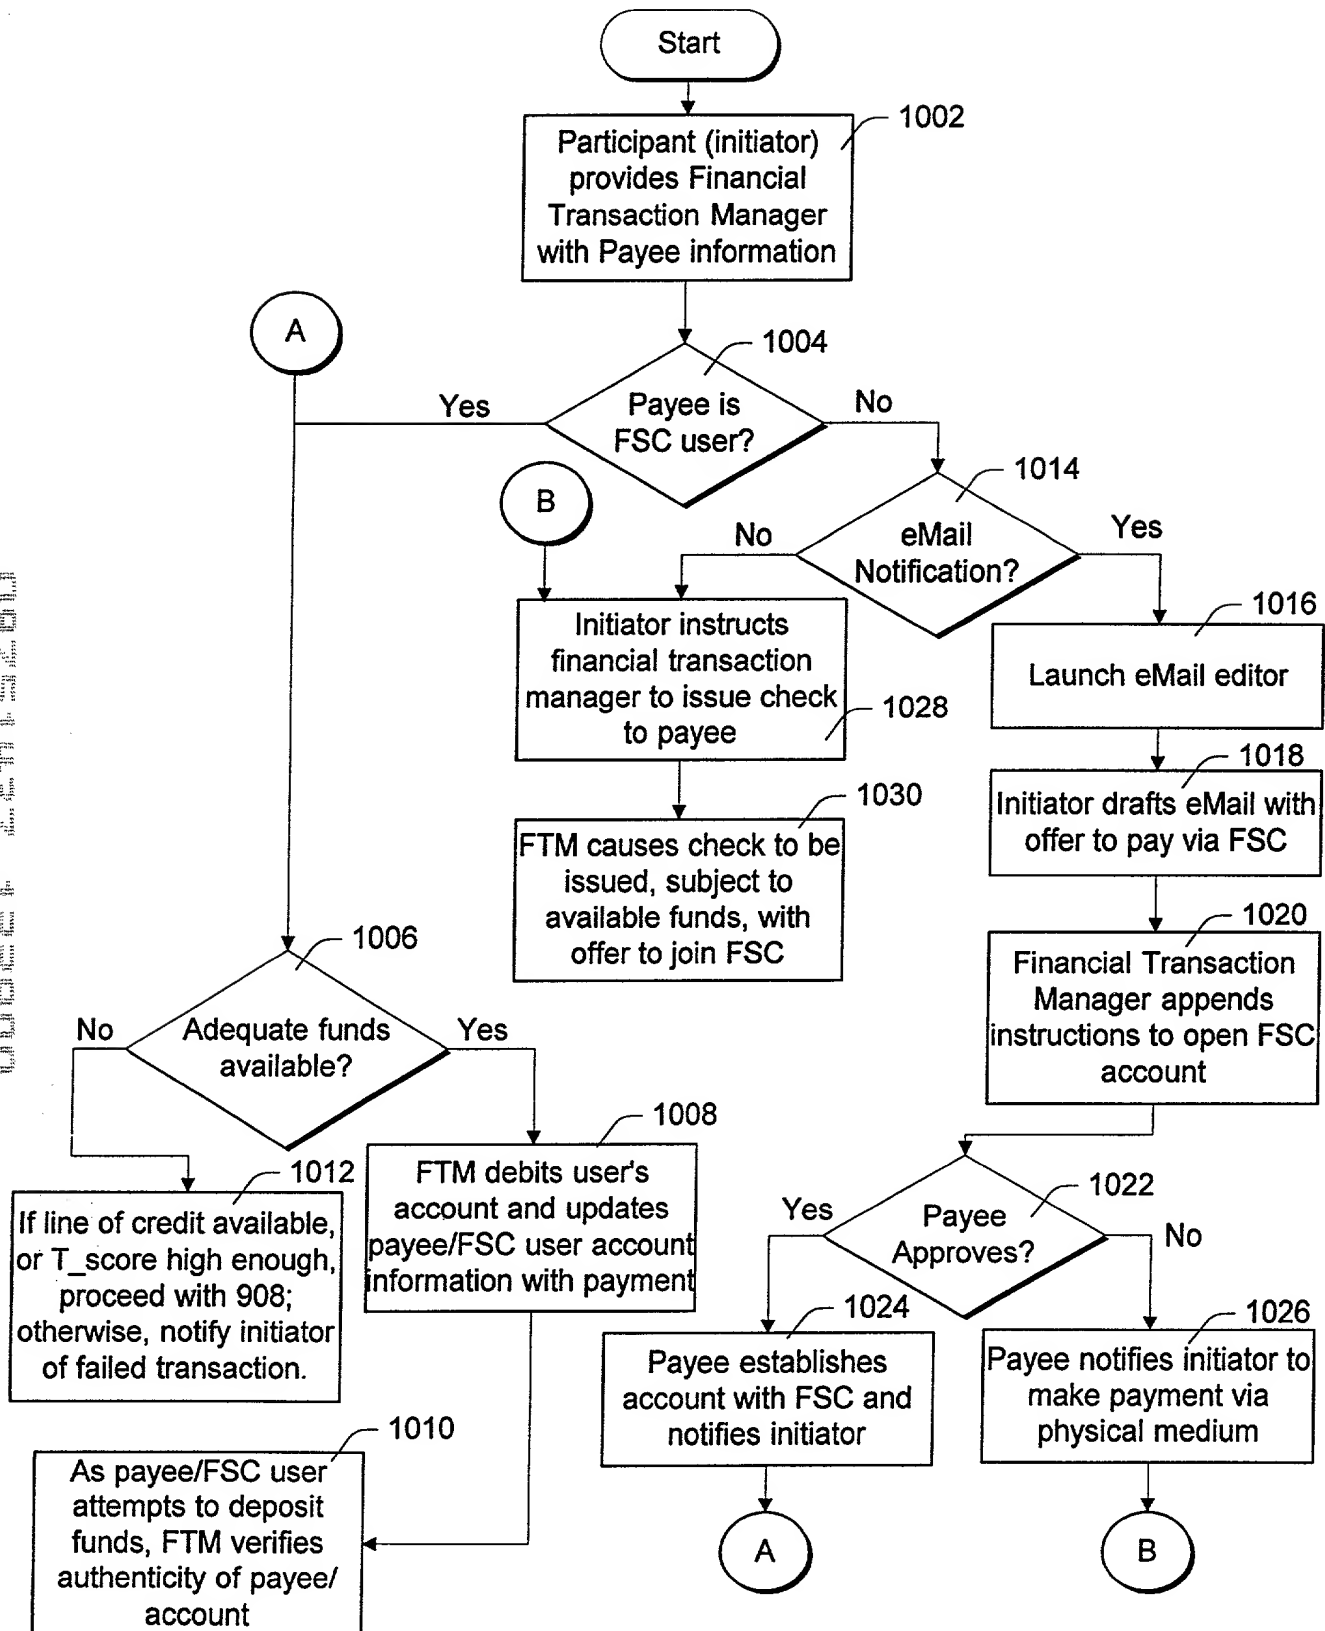 Start
1002
Participant (initiator)
provides Financial
Transaction Manager
with Payee information
A
1004
Yes
Payee is
FSC user?
No
B
1014
No
eMail
Notification?
Yes
Initiator instructs
financial transaction
manager to issue check
to payee
1028
1016
Launch eMail editor
1018
Initiator drafts eMail with
offer to pay via FSC
1030
FTM causes check to be
issued, subject to
available funds, with
offer to join FSC
1020
Financial Transaction
Manager appends
instructions to open FSC
account
1006
No
Adequate funds
available?
Yes
1008
FTM debits user's
account and updates
payee/FSC user account
information with payment
1012
If line of credit available,
or T_score high enough,
proceed with 908;
otherwise, notify initiator
of failed transaction.
1022
Yes
Payee
Approves?
No
1024
Payee establishes
account with FSC and
notifies initiator
1026
Payee notifies initiator to
make payment via
physical medium
1010
As payee/FSC user
attempts to deposit
funds, FTM verifies
authenticity of payee/
account
A
B